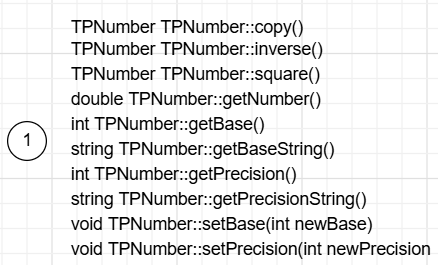 TPNumber TPNumber::copy()
TPNumber TPNumber::inverse()
TPNumber TPNumber::square()
double TPNumber::getNumber()
int TPNumber::getBase()
1
string TPNumber::getBaseString()
int TPNumber::getPrecision()
string TPNumber::getPrecisionString()
void TPNumber::setBase(int newBase)
void TPNumber::setPrecision(int newPrecision